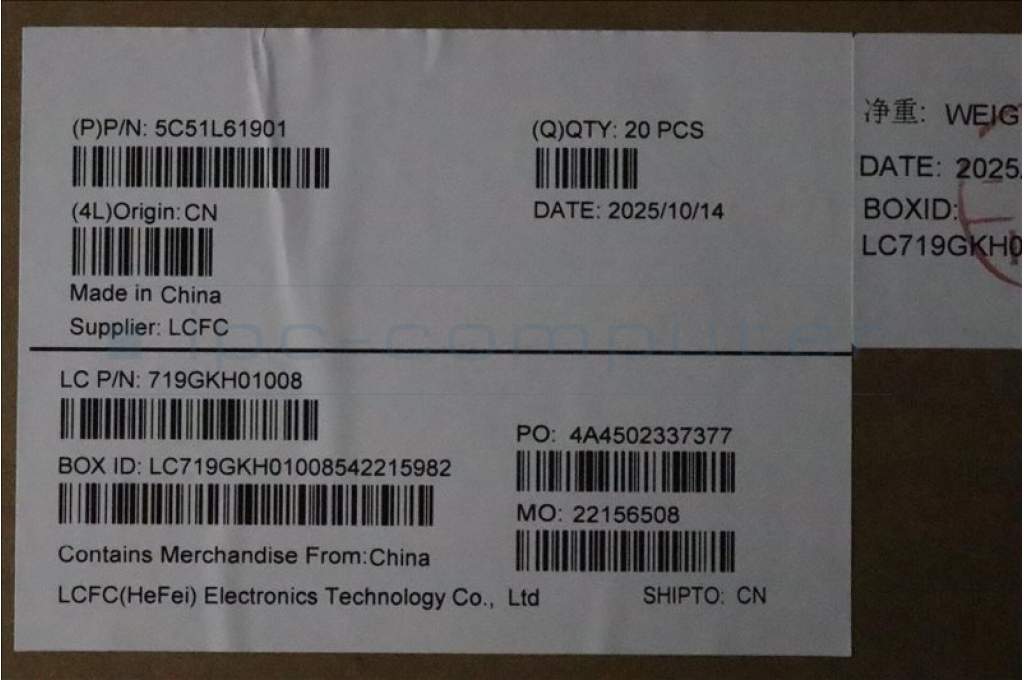 (P)P/N: 5C51L61901
(Q)QTY: 20 PCS
(4L)Origin:CN
DATE: 2025/10/14
Made in China
Supplier: LCFC
LC P/N: 719GKH01008
PO: 4A4502337377
BOX ID: LC719GKH01008542215982
MO: 22156508
Contains Merchandise From:China
LCFC(HeFei) Electronics Technology Co., Ltd
SHIPTO: CN
净重: WEIG
DATE: 2025
BOXID:
LC719GKH0
ipc-computer